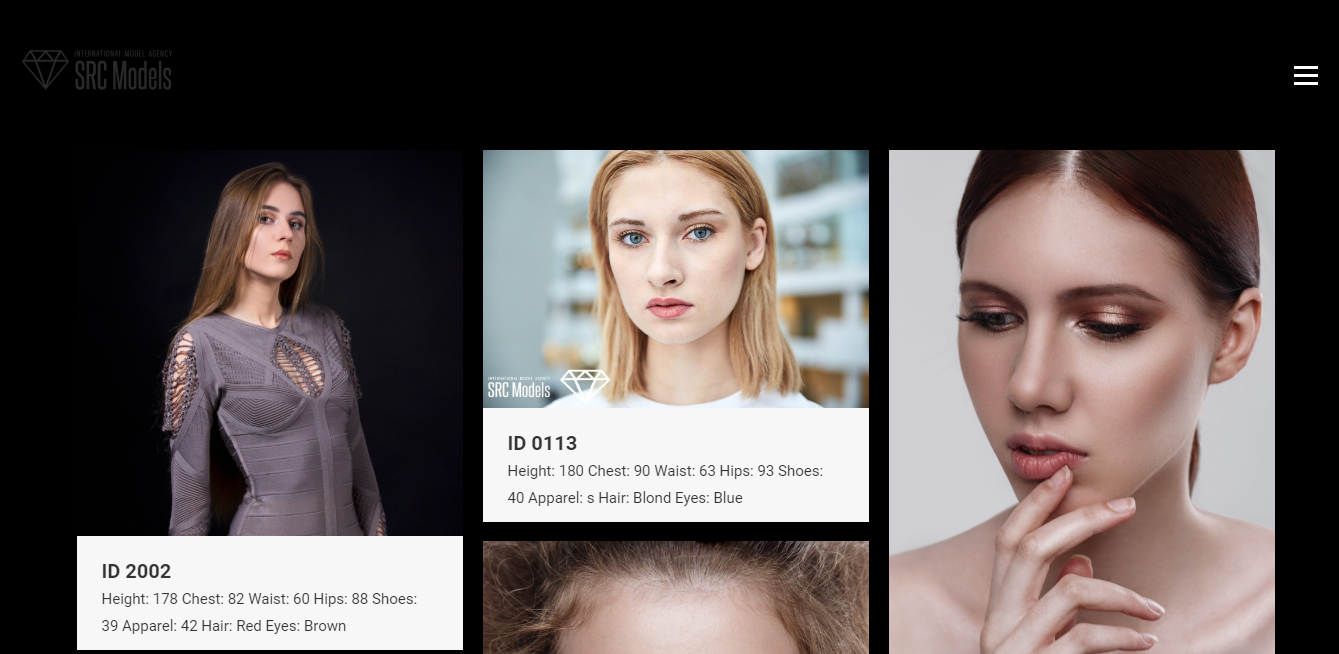 INTERNATIONAL MODEL AGENCY
SRC Models
INTERNATIONAL MODEL AGENCY
SRC Models
ID 0113
Height: 180 Chest: 90 Waist: 63 Hips: 93 Shoes:
40 Apparel: s Hair: Blond Eyes: Blue
ID 2002
Height: 178 Chest: 82 Waist: 60 Hips: 88 Shoes:
39 Apparel: 42 Hair: Red Eyes: Brown